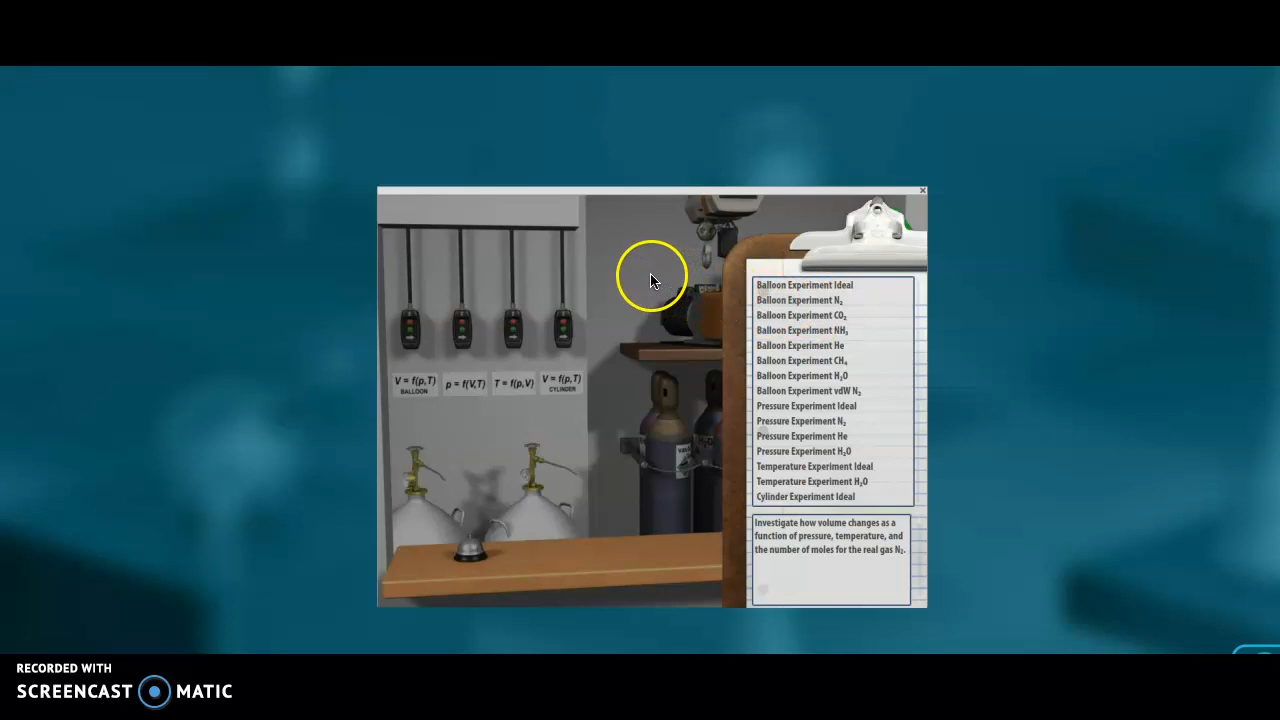 V = f(p,T)
BALLOON
p = f(V,T)
T = f(p,V)
V = f(p,T)
CYLINDER
Balloon Experiment Ideal
Balloon Experiment N₂
Balloon Experiment CO₂
Balloon Experiment NH₃
Balloon Experiment He
Balloon Experiment CH₄
Balloon Experiment H₂O
Balloon Experiment vdW N₂
Pressure Experiment Ideal
Pressure Experiment N₂
Pressure Experiment He
Pressure Experiment H₂O
Temperature Experiment Ideal
Temperature Experiment H₂O
Cylinder Experiment Ideal
Investigate how volume changes as a
function of pressure, temperature, and
the number of moles for the real gas N₂.
RECORDED WITH
SCREENCAST MATIC